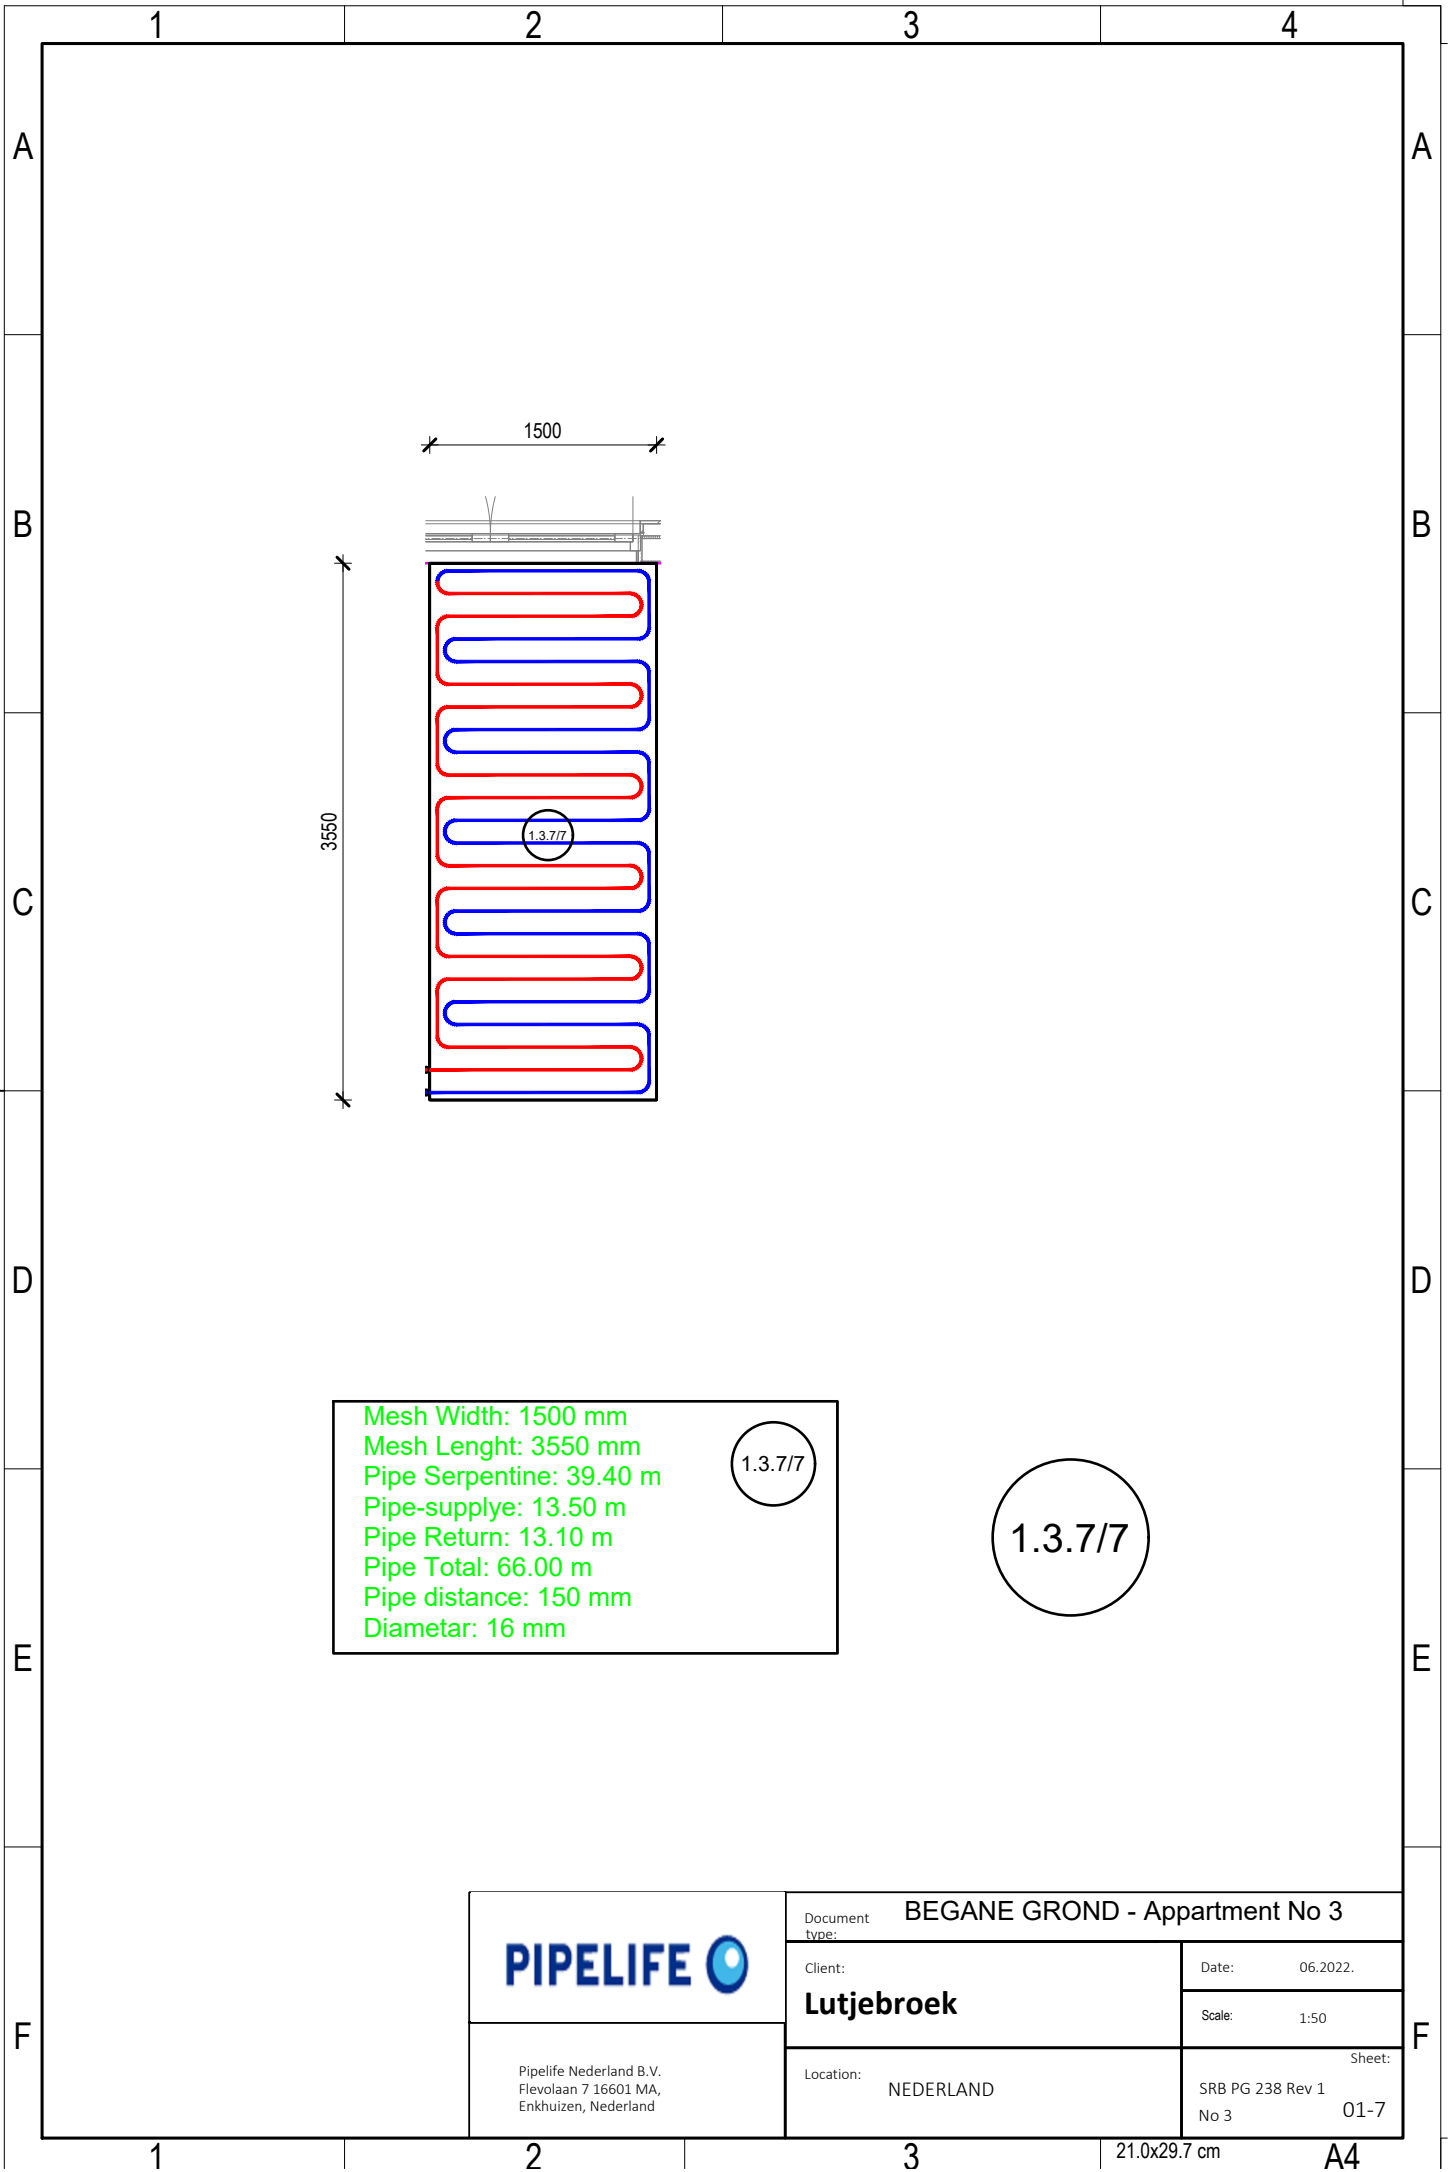 1 2 3 4
A A
B B
C C
D D
E E
F F
1500
3550
1.3.7/7
Mesh Width: 1500 mm
Mesh Lenght: 3550 mm
Pipe Serpentine: 39.40 m
Pipe-supplye: 13.50 m
Pipe Return: 13.10 m
Pipe Total: 66.00 m
Pipe distance: 150 mm
Diametar: 16 mm
1.3.7/7
1.3.7/7
PIPELIFE
Pipelife Nederland B.V.
Flevolaan 7 16601 MA,
Enkhuizen, Nederland
Document type: BEGANE GROND - Appartment No 3
Client:
Lutjebroek
Date: 06.2022.
Scale: 1:50
Location: NEDERLAND
Sheet:
SRB PG 238 Rev 1
No 3 01-7
1 2 3 21.0x29.7 cm A4